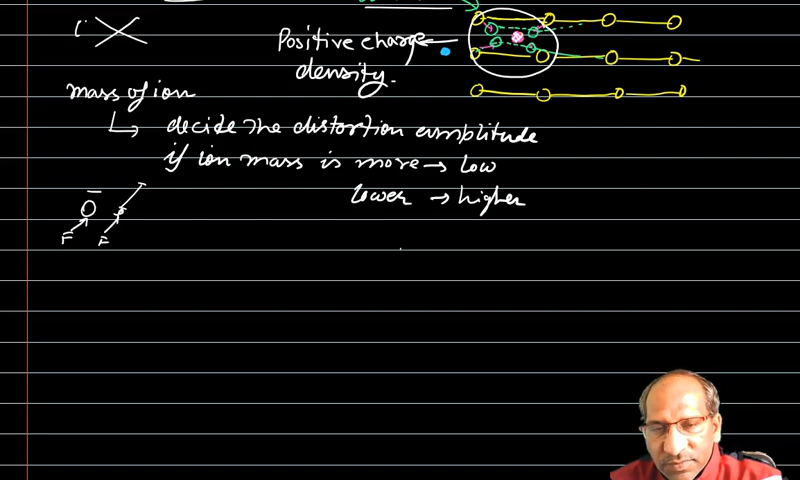 Positive charge
density.
mass of ion
decide the distortion amplitude
if ion mass is more → low
lower → higher
F F